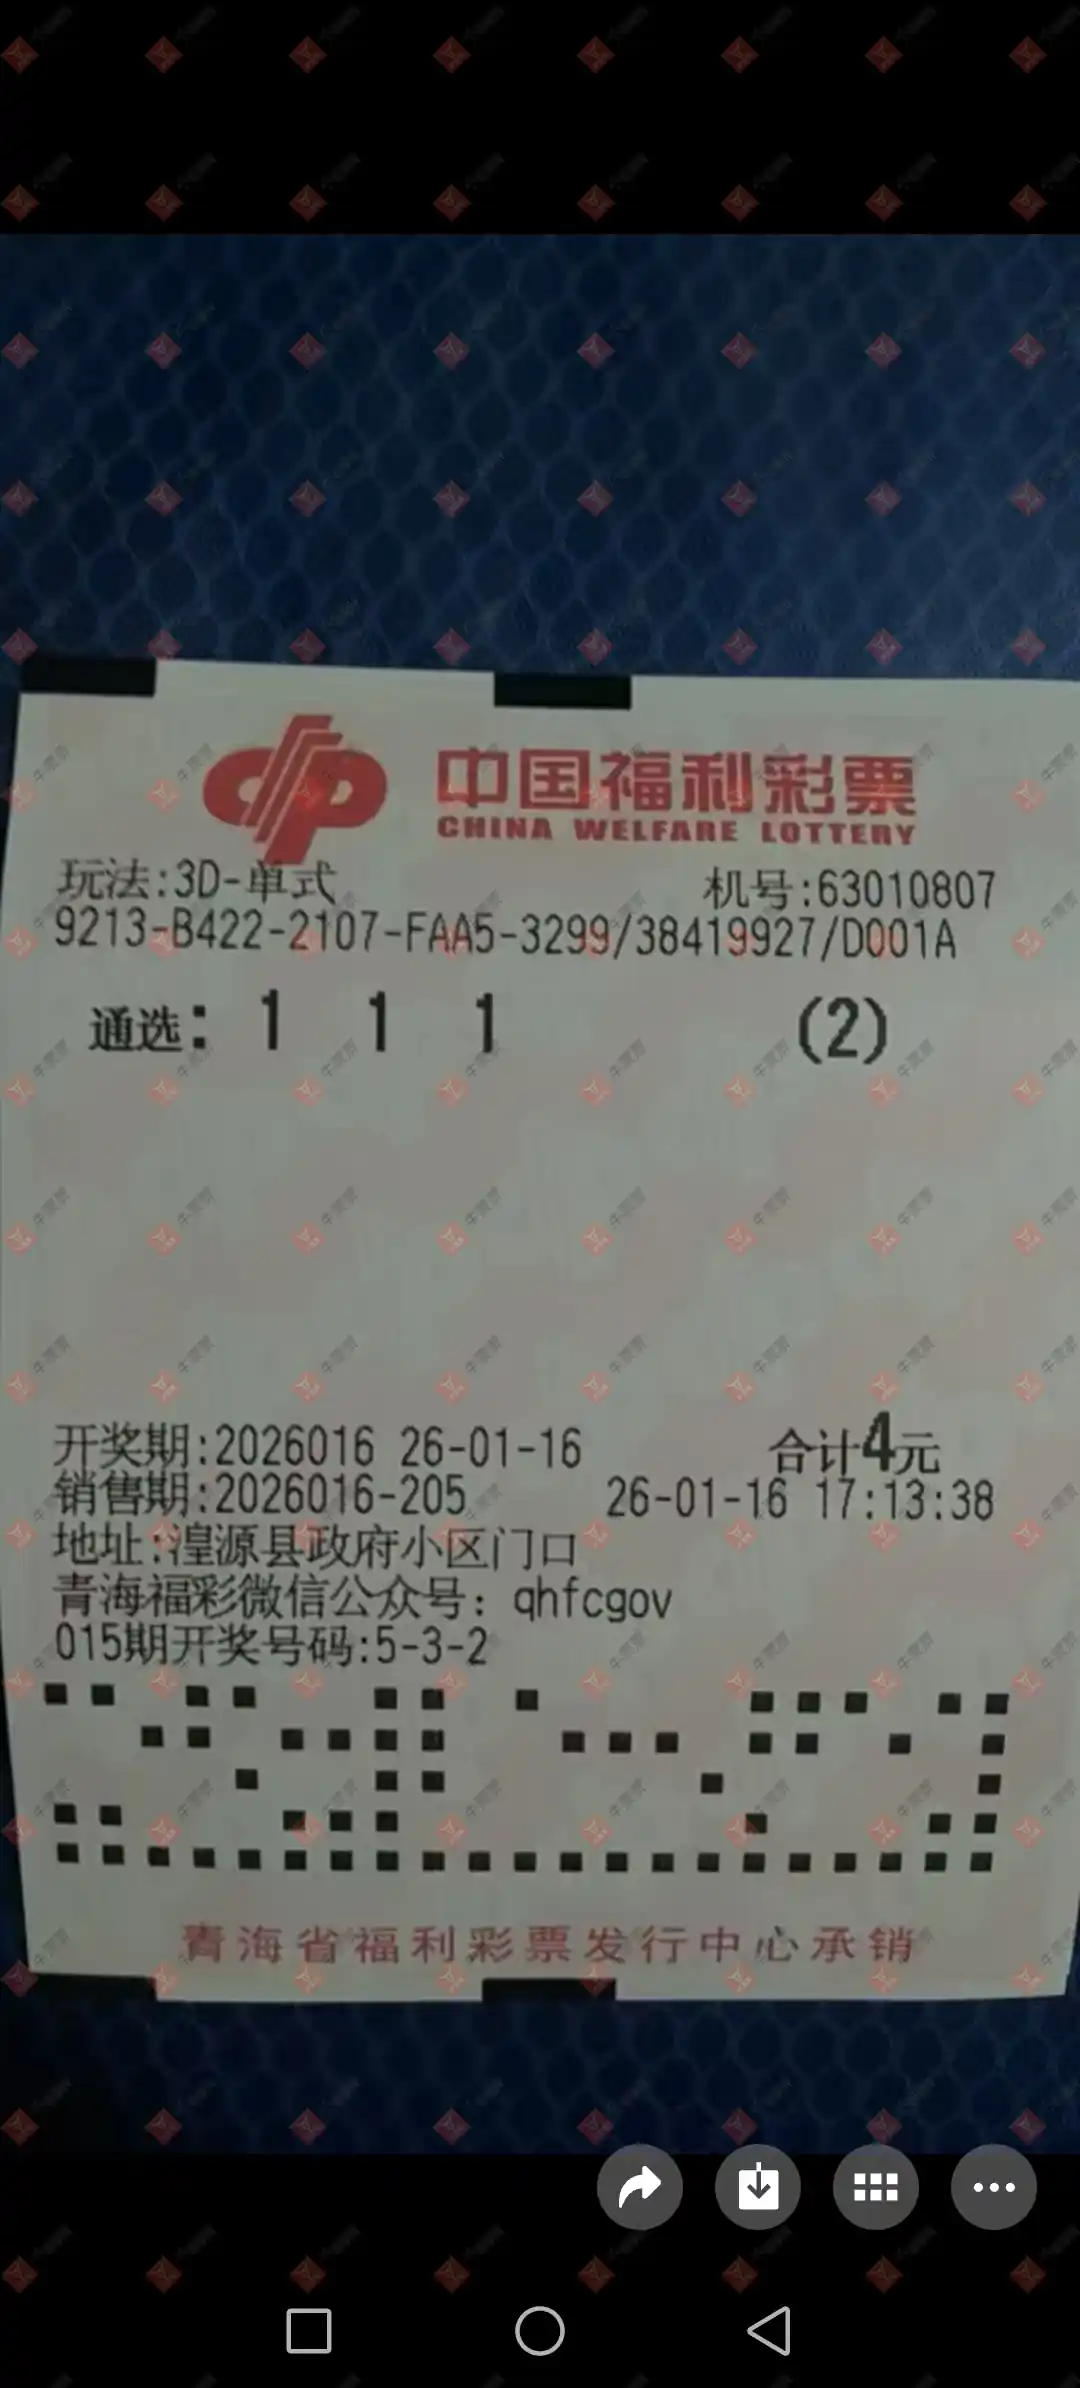 中国福利彩票
CHINA WELFARE LOTTERY
玩法:3D-单式 机号:63010807
9213-B422-2107-FAA5-3299/38419927/D001A
通选: 1 1 1 (2)
开奖期:2026016 26-01-16 合计4元
销售期:2026016-205 26-01-16 17:13:38
地址:湟源县政府小区门口
青海福彩微信公众号: qhfcgov
015期开奖号码:5-3-2
青海省福利彩票发行中心承销